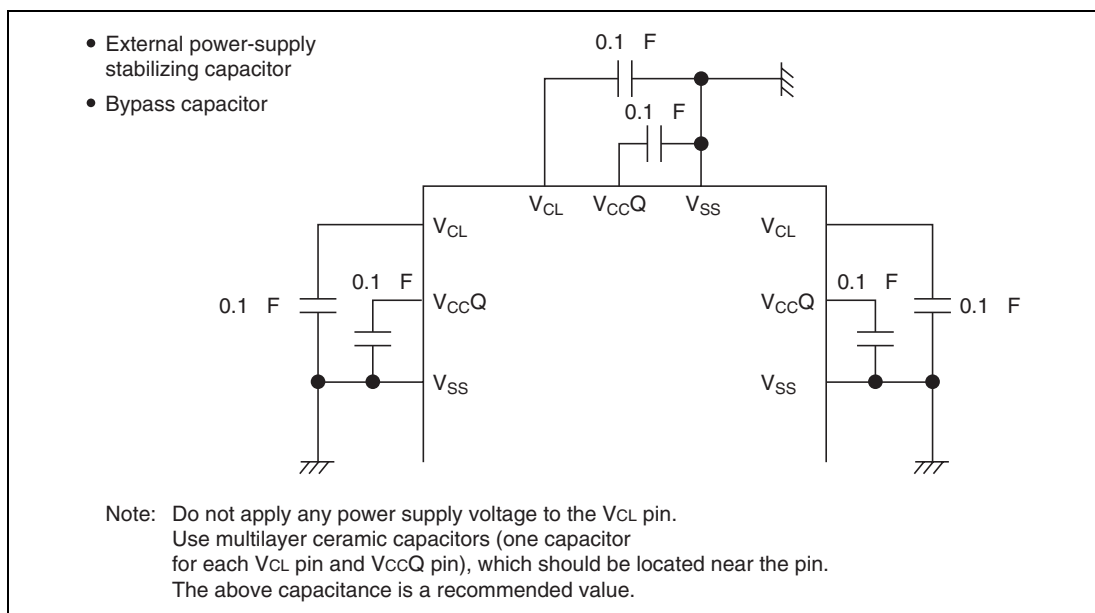 • External power-supply
stabilizing capacitor
• Bypass capacitor
0.1 F
0.1 F
VCL VCCQ VSS
VCL
0.1 F
VCCQ
0.1 F
VSS
VCL
0.1 F
VCCQ
0.1 F
VSS
Note: Do not apply any power supply voltage to the VCL pin.
Use multilayer ceramic capacitors (one capacitor
for each VCL pin and VCCQ pin), which should be located near the pin.
The above capacitance is a recommended value.